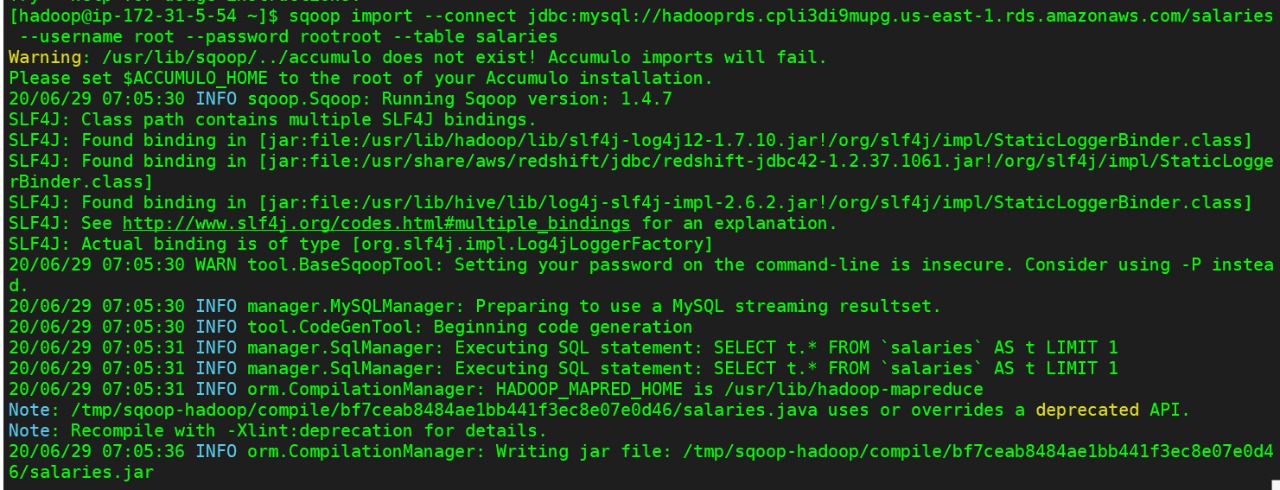 [hadoop@ip-172-31-5-54 ~]$ sqoop import --connect jdbc:mysql://hadooprds.cpli3di9mupg.us-east-1.rds.amazonaws.com/salaries
--username root --password rootroot --table salaries
Warning: /usr/lib/sqoop/../accumulo does not exist! Accumulo imports will fail.
Please set $ACCUMULO_HOME to the root of your Accumulo installation.
20/06/29 07:05:30 INFO sqoop.Sqoop: Running Sqoop version: 1.4.7
SLF4J: Class path contains multiple SLF4J bindings.
SLF4J: Found binding in [jar:file:/usr/lib/hadoop/lib/slf4j-log4j12-1.7.10.jar!/org/slf4j/impl/StaticLoggerBinder.class]
SLF4J: Found binding in [jar:file:/usr/share/aws/redshift/jdbc/redshift-jdbc42-1.2.37.1061.jar!/org/slf4j/impl/StaticLogge
rBinder.class]
SLF4J: Found binding in [jar:file:/usr/lib/hive/lib/log4j-slf4j-impl-2.6.2.jar!/org/slf4j/impl/StaticLoggerBinder.class]
SLF4J: See http://www.slf4j.org/codes.html#multiple_bindings for an explanation.
SLF4J: Actual binding is of type [org.slf4j.impl.Log4jLoggerFactory]
20/06/29 07:05:30 WARN tool.BaseSqoopTool: Setting your password on the command-line is insecure. Consider using -P instea
d.
20/06/29 07:05:30 INFO manager.MySQLManager: Preparing to use a MySQL streaming resultset.
20/06/29 07:05:30 INFO tool.CodeGenTool: Beginning code generation
20/06/29 07:05:31 INFO manager.SqlManager: Executing SQL statement: SELECT t.* FROM `salaries` AS t LIMIT 1
20/06/29 07:05:31 INFO manager.SqlManager: Executing SQL statement: SELECT t.* FROM `salaries` AS t LIMIT 1
20/06/29 07:05:31 INFO orm.CompilationManager: HADOOP_MAPRED_HOME is /usr/lib/hadoop-mapreduce
Note: /tmp/sqoop-hadoop/compile/bf7ceab8484ae1bb441f3ec8e07e0d46/salaries.java uses or overrides a deprecated API.
Note: Recompile with -Xlint:deprecation for details.
20/06/29 07:05:36 INFO orm.CompilationManager: Writing jar file: /tmp/sqoop-hadoop/compile/bf7ceab8484ae1bb441f3ec8e07e0d4
6/salaries.jar